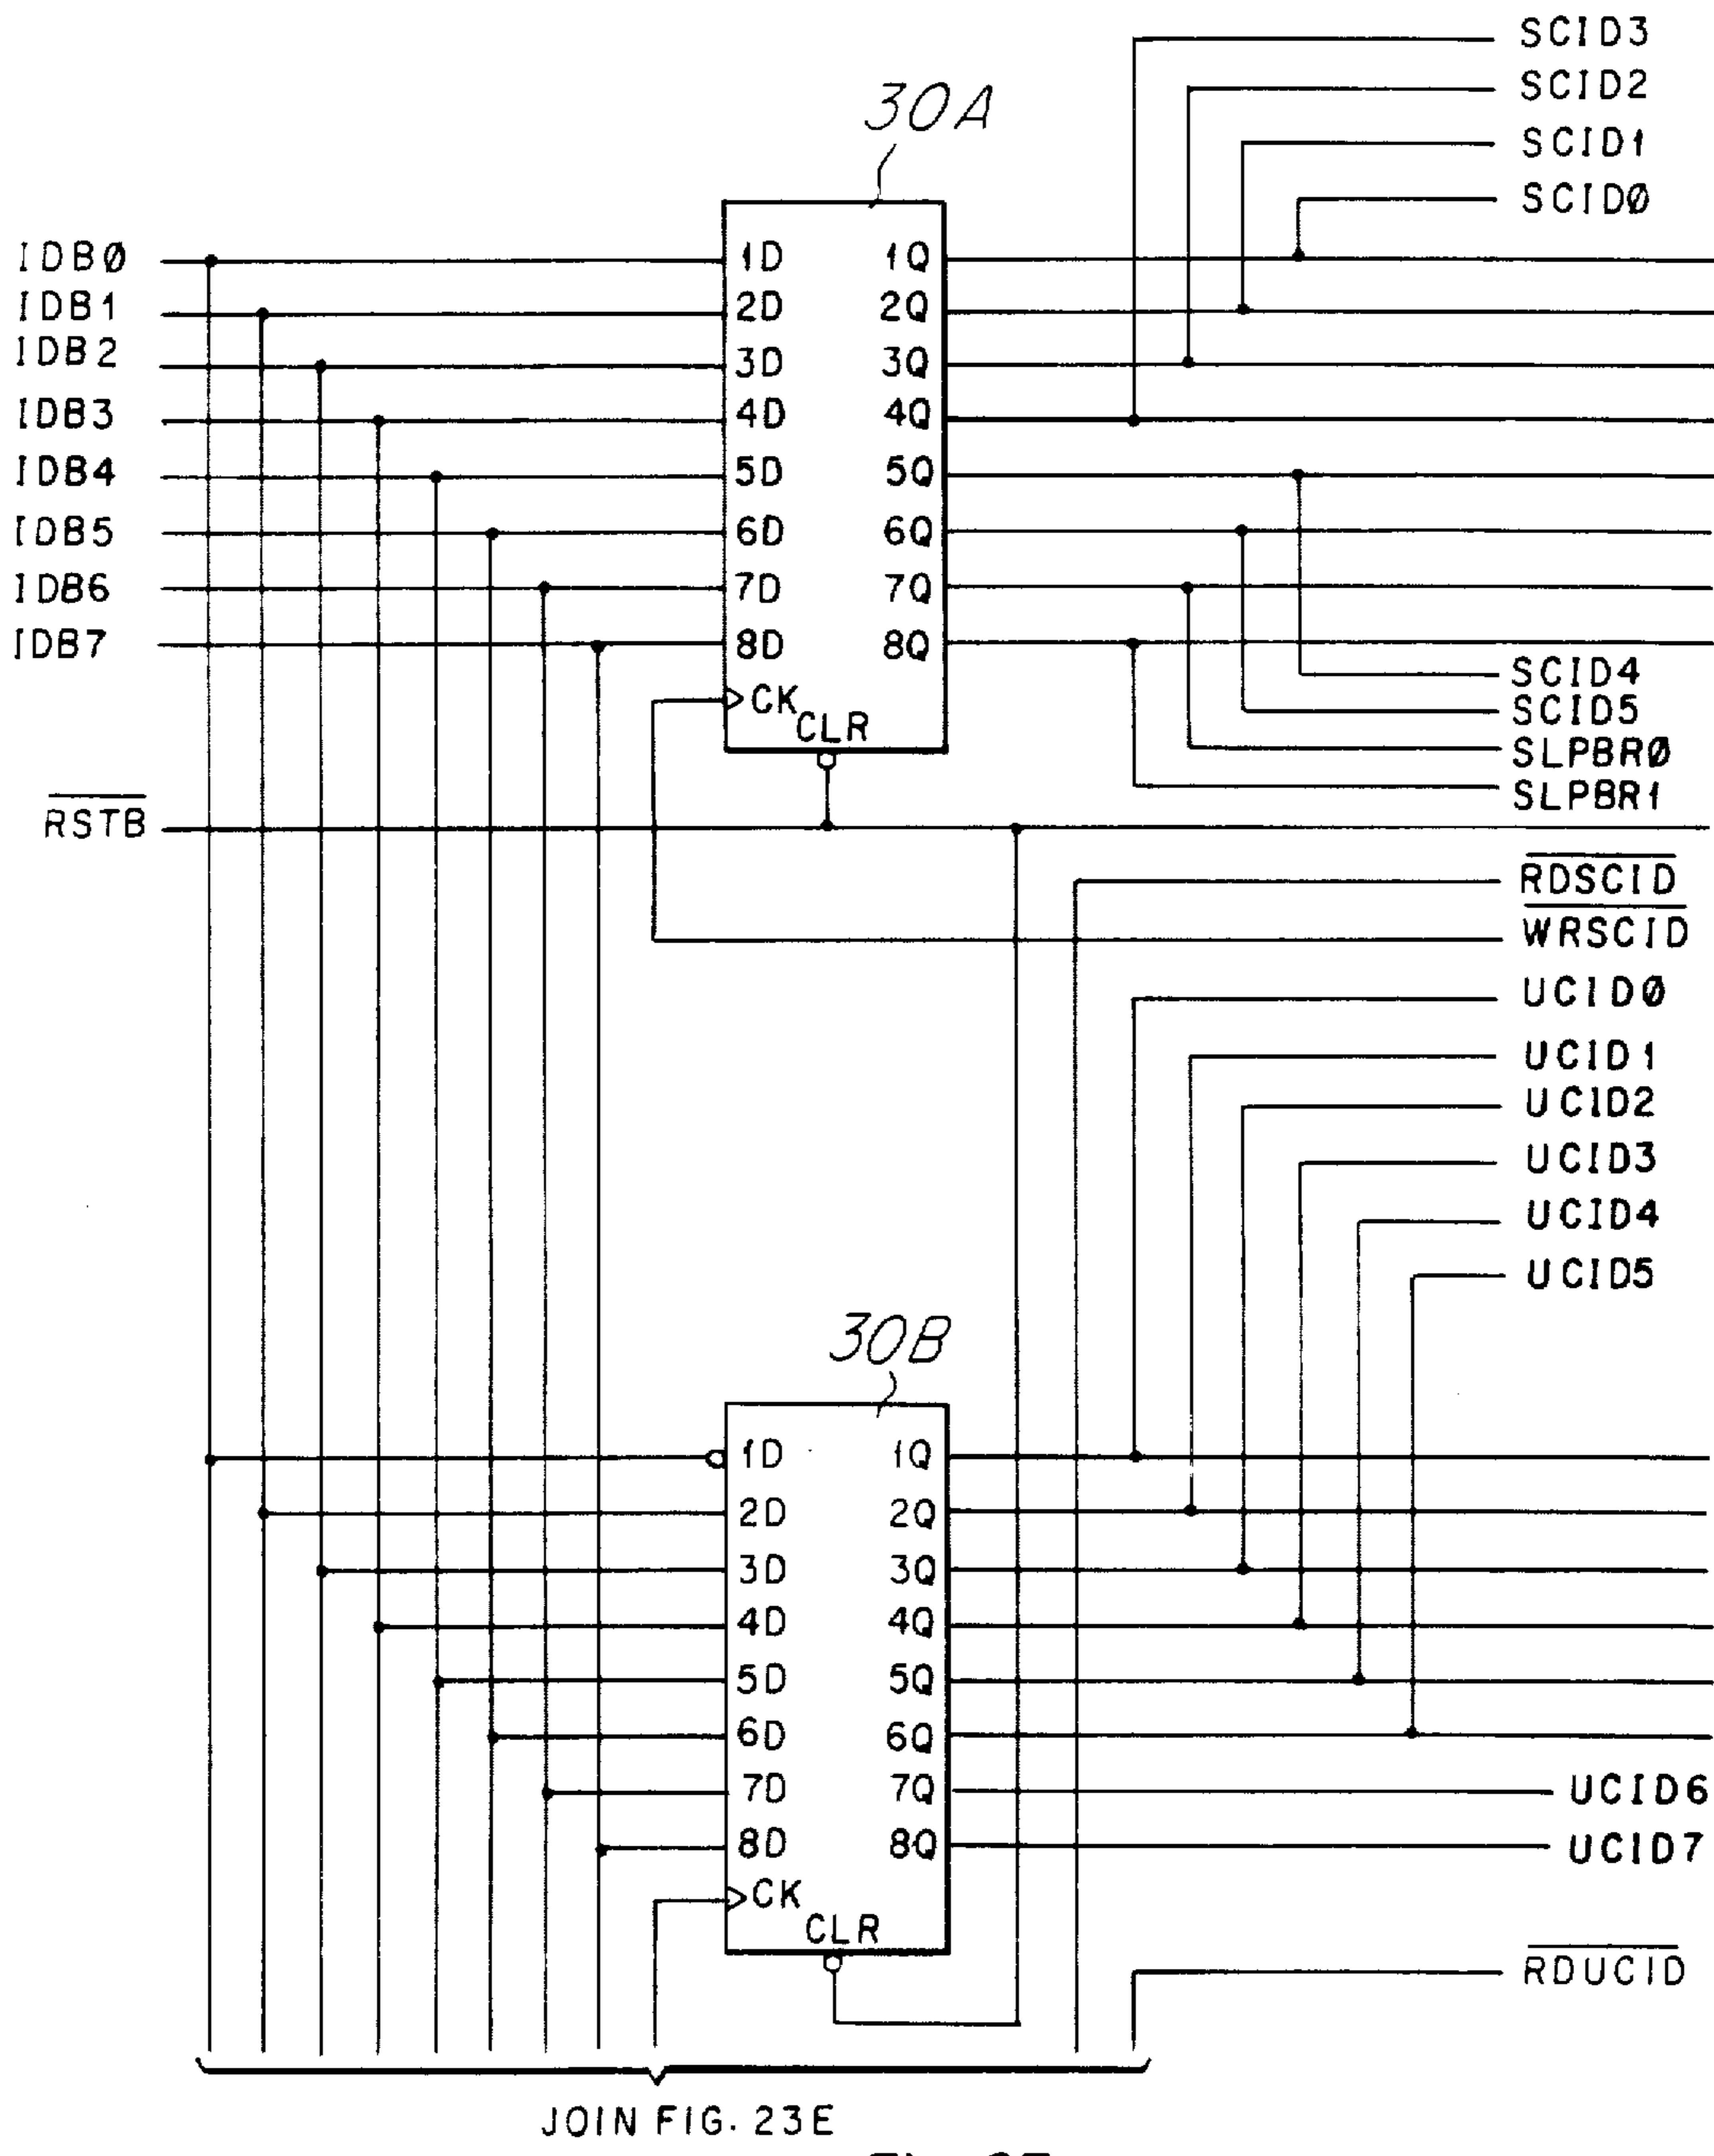 SCID3
SCID2
30A
SCID1
SCIDØ
IDBØ 1D 1Q
IDB1 2D 2Q
IDB2 3D 3Q
IDB3 4D 4Q
IDB4 5D 5Q
IDB5 6D 6Q
IDB6 7D 7Q
IDB7 8D 8Q
SCID4
CK SCID5
CLR
SLPBRØ
SLPBR1
RSTB
RDSCID
WRSCID
UCIDØ
UCID1
UCID2
UCID3
UCID4
UCID5
30B
1D 1Q
2D 2Q
3D 3Q
4D 4Q
5D 5Q
6D 6Q
7D 7Q UCID6
8D 8Q UCID7
CK
CLR
RDUCID
JOIN FIG. 23E